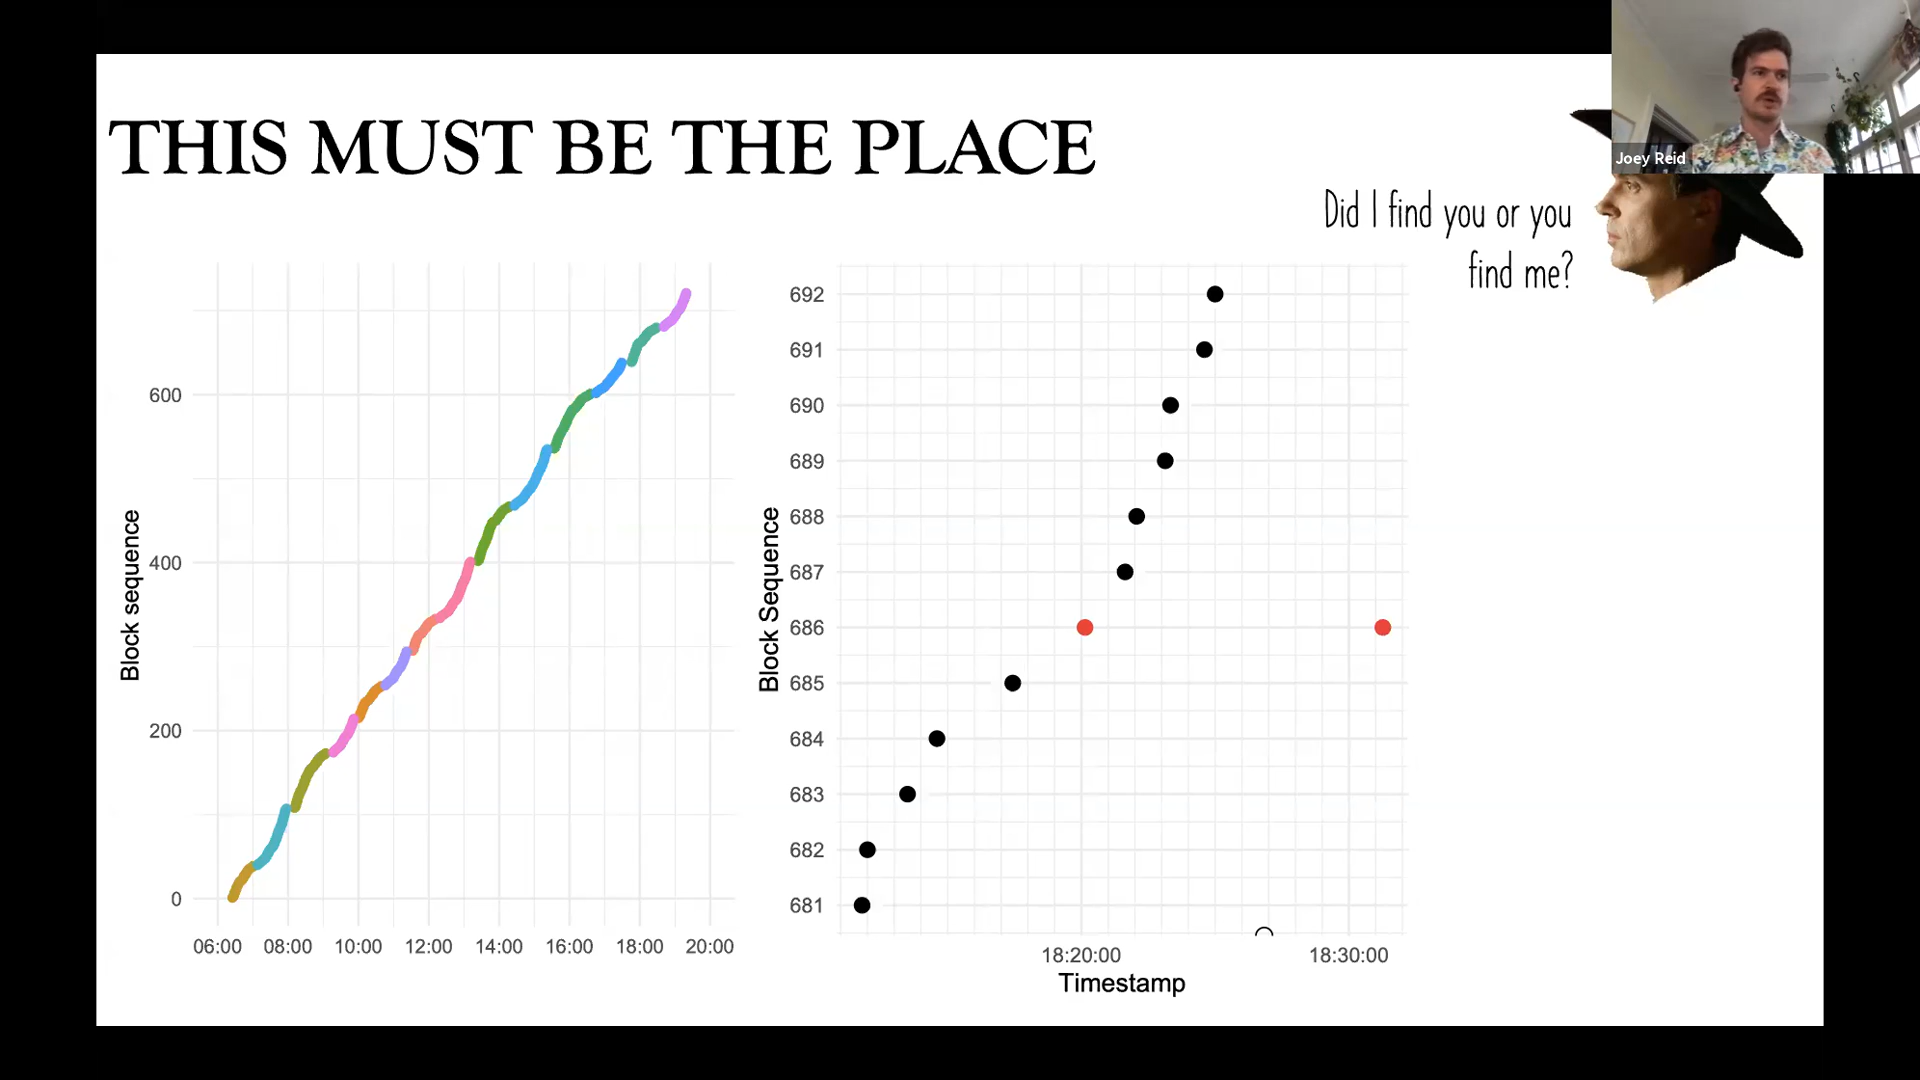 THIS MUST BE THE PLACE
Joey Reid
Did I find you or you
find me?
Block sequence
600
400
200
0
06:00 08:00 10:00 12:00 14:00 16:00 18:00 20:00
Block Sequence
692
691
690
689
688
687
686
685
684
683
682
681
18:20:00 18:30:00
Timestamp